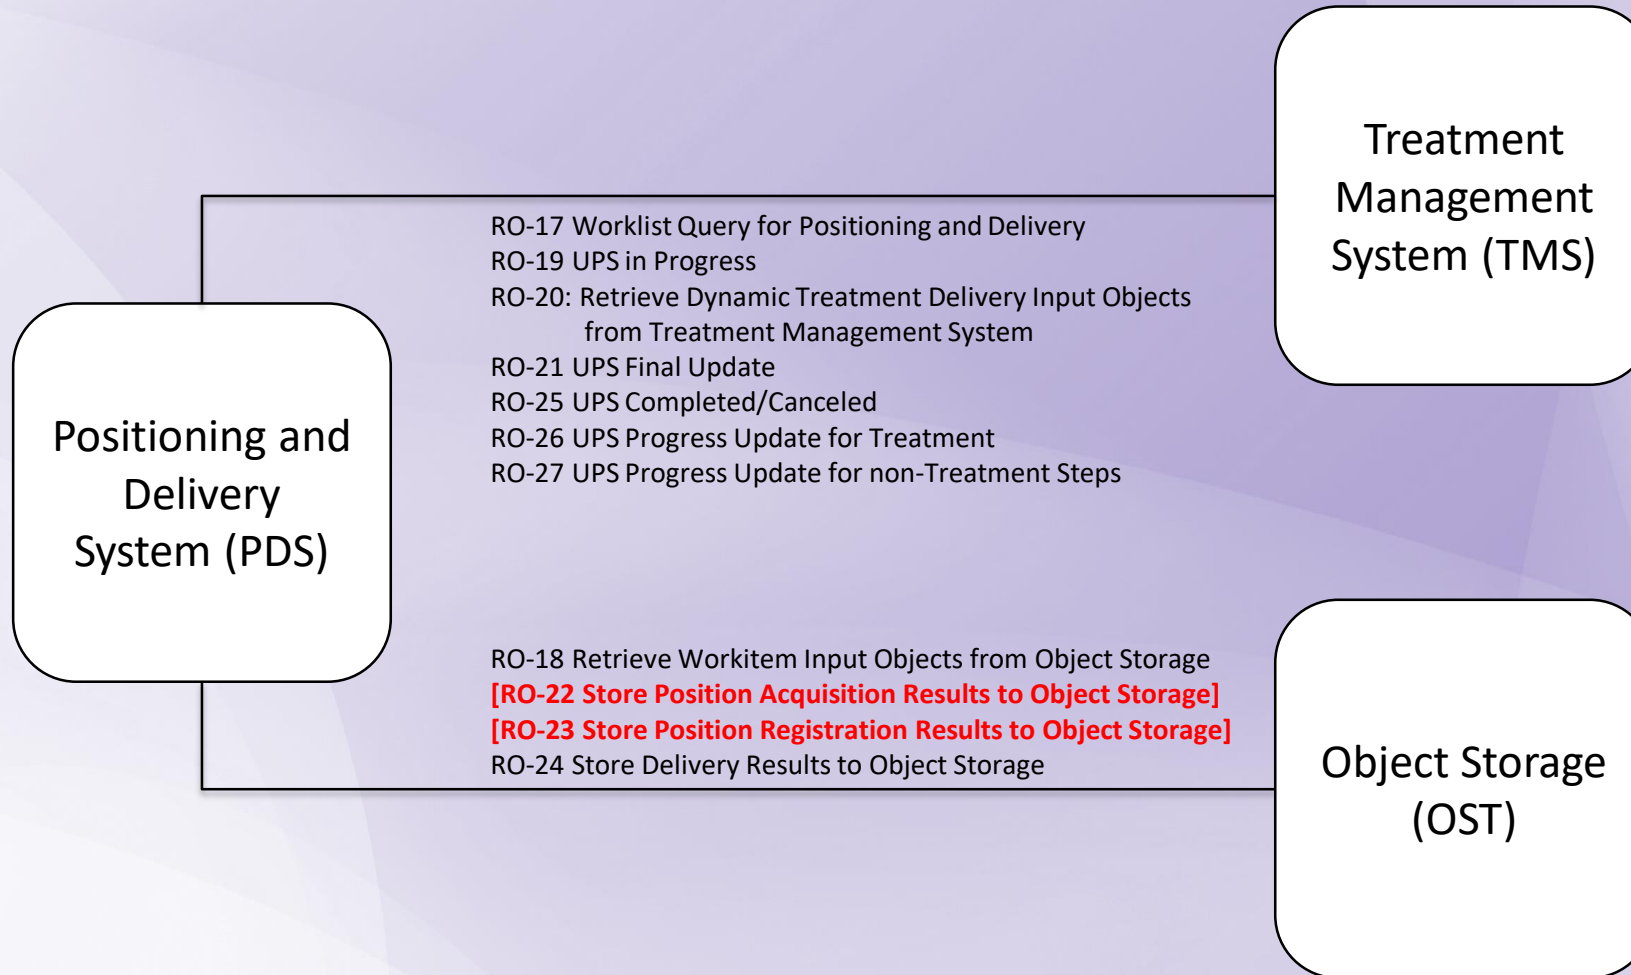 Treatment
Management
System (TMS)
RO-17 Worklist Query for Positioning and Delivery
RO-19 UPS in Progress
RO-20: Retrieve Dynamic Treatment Delivery Input Objects
from Treatment Management System
RO-21 UPS Final Update
RO-25 UPS Completed/Canceled
RO-26 UPS Progress Update for Treatment
RO-27 UPS Progress Update for non-Treatment Steps
Positioning and
Delivery
System (PDS)
RO-18 Retrieve Workitem Input Objects from Object Storage
[RO-22 Store Position Acquisition Results to Object Storage]
[RO-23 Store Position Registration Results to Object Storage]
RO-24 Store Delivery Results to Object Storage
Object Storage
(OST)